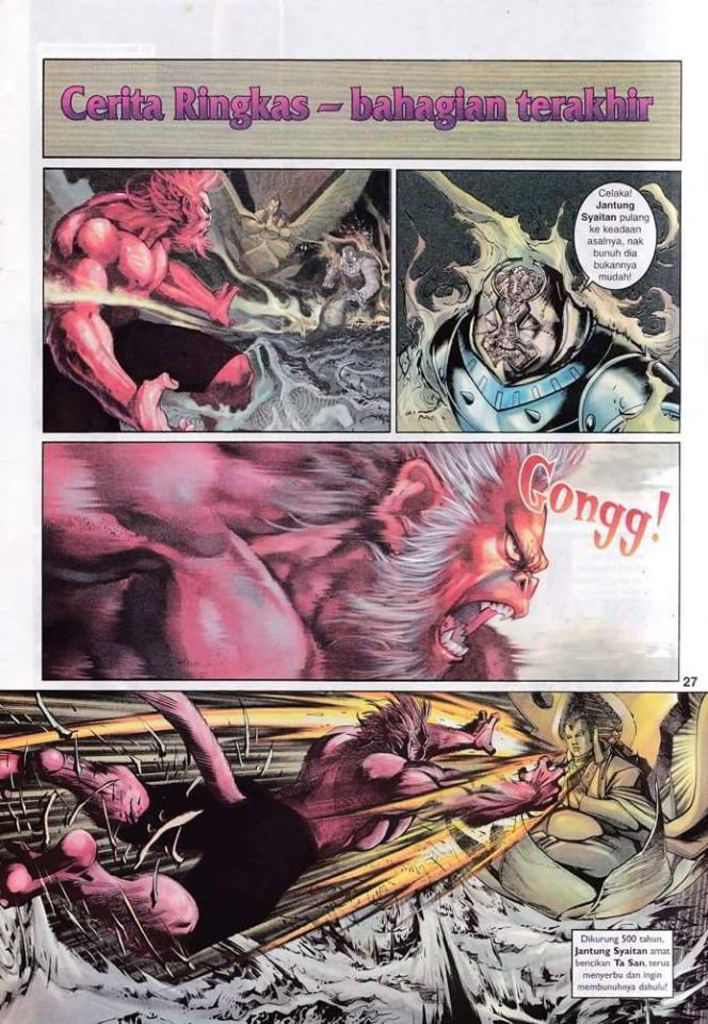 Cerita Ringkas – bahagian terakhir
Celaka!
Jantung
Syaitan pulang
ke keadaan
asalnya, nak
bunuh dia
bukannya
mudah!
Gongg!
27
Dikurung 500 tahun,
Jantung Syaitan amat
bencikan Ta San, terus
menyerbu dan ingin
membunuhnya dahulu!